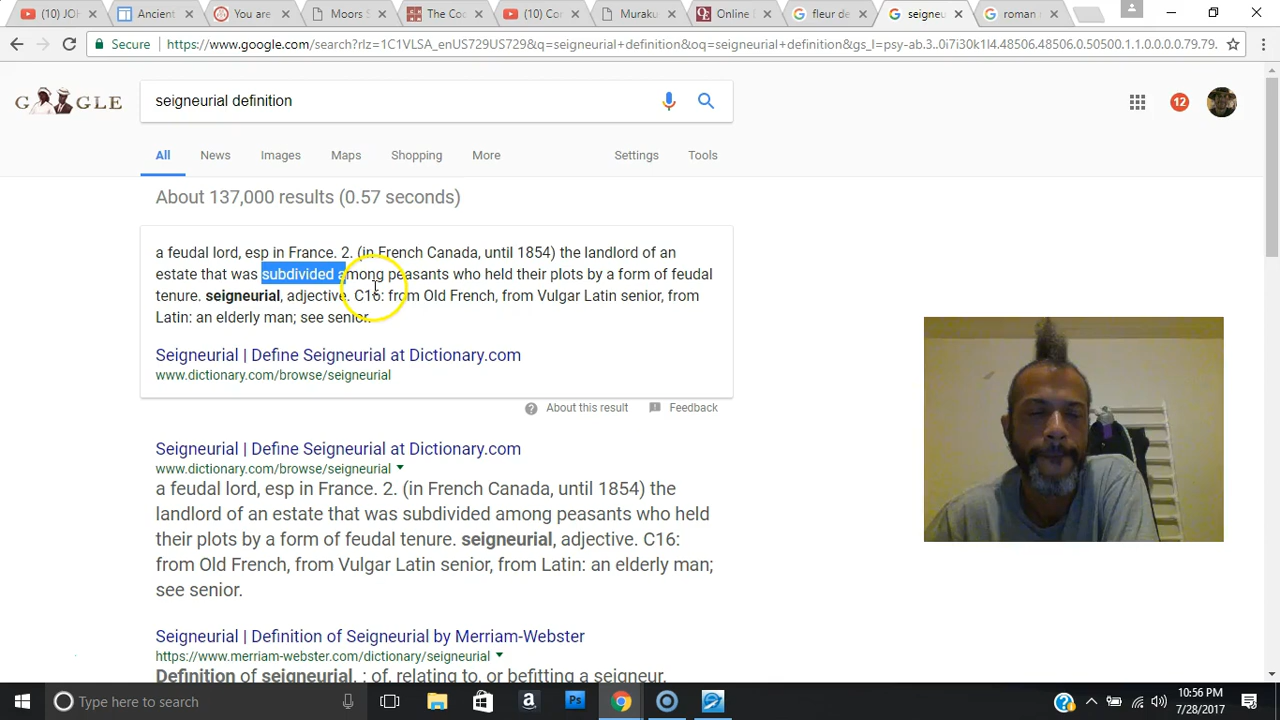 (10) JOH
Ancient
You are
Moors S
The Coo
(10) Cor
Muraku
Online
fleur de
seigneu
roman r
Secure
https://www.google.com/search?rlz=1C1VLSA_enUS729US729&q=seigneurial+definition&oq=seigneurial+definition&gs_l=psy-ab.3..0i7i30k1l4.48506.48506.0.50500.1.1.0.0.0.0.79.79.
G GLE
seigneurial definition
12
All
News
Images
Maps
Shopping
More
Settings
Tools
About 137,000 results (0.57 seconds)
a feudal lord, esp in France. 2. (in French Canada, until 1854) the landlord of an
estate that was subdivided among peasants who held their plots by a form of feudal
tenure. seigneurial, adjective. C16: from Old French, from Vulgar Latin senior, from
Latin: an elderly man; see senior.
Seigneurial | Define Seigneurial at Dictionary.com
www.dictionary.com/browse/seigneurial
About this result
Feedback
Seigneurial | Define Seigneurial at Dictionary.com
www.dictionary.com/browse/seigneurial
a feudal lord, esp in France. 2. (in French Canada, until 1854) the
landlord of an estate that was subdivided among peasants who held
their plots by a form of feudal tenure. seigneurial, adjective. C16:
from Old French, from Vulgar Latin senior, from Latin: an elderly man;
see senior.
Seigneurial | Definition of Seigneurial by Merriam-Webster
https://www.merriam-webster.com/dictionary/seigneurial
Definition of seigneurial. : of, relating to, or befitting a seigneur.
Type here to search
a
Ps
10:56 PM
7/28/2017